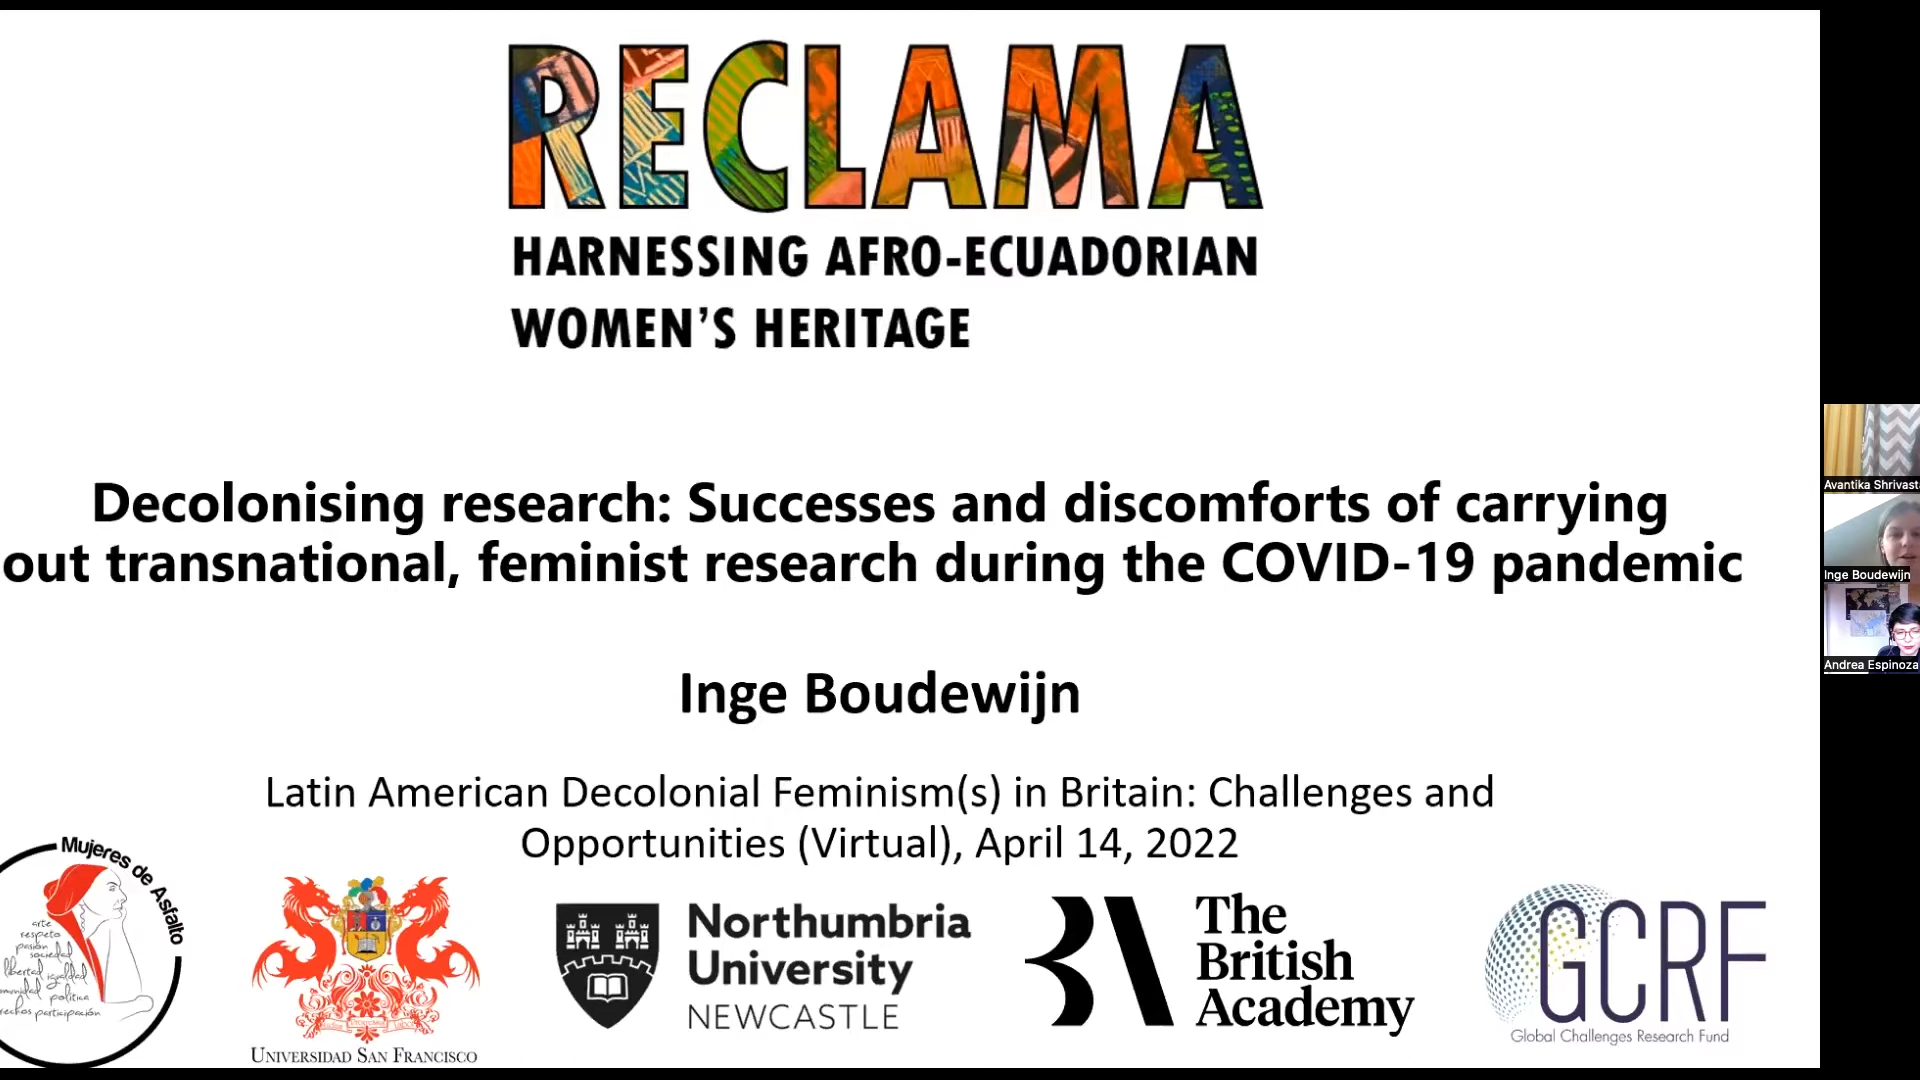 RECLAMA
HARNESSING AFRO-ECUADORIAN
WOMEN'S HERITAGE
Decolonising research: Successes and discomforts of carrying
out transnational, feminist research during the COVID-19 pandemic
Inge Boudewijn
Latin American Decolonial Feminism(s) in Britain: Challenges and
Opportunities (Virtual), April 14, 2022
Mujeres de Asfalto
arte
respeto
pasión
sociedad
libertad igualdad
política
participación
UNIVERSIDAD SAN FRANCISCO
Northumbria
University
NEWCASTLE
The
British
Academy
GCRF
Global Challenges Research Fund
Avantika Shrivast
Inge Boudewijn
Andrea Espinoza